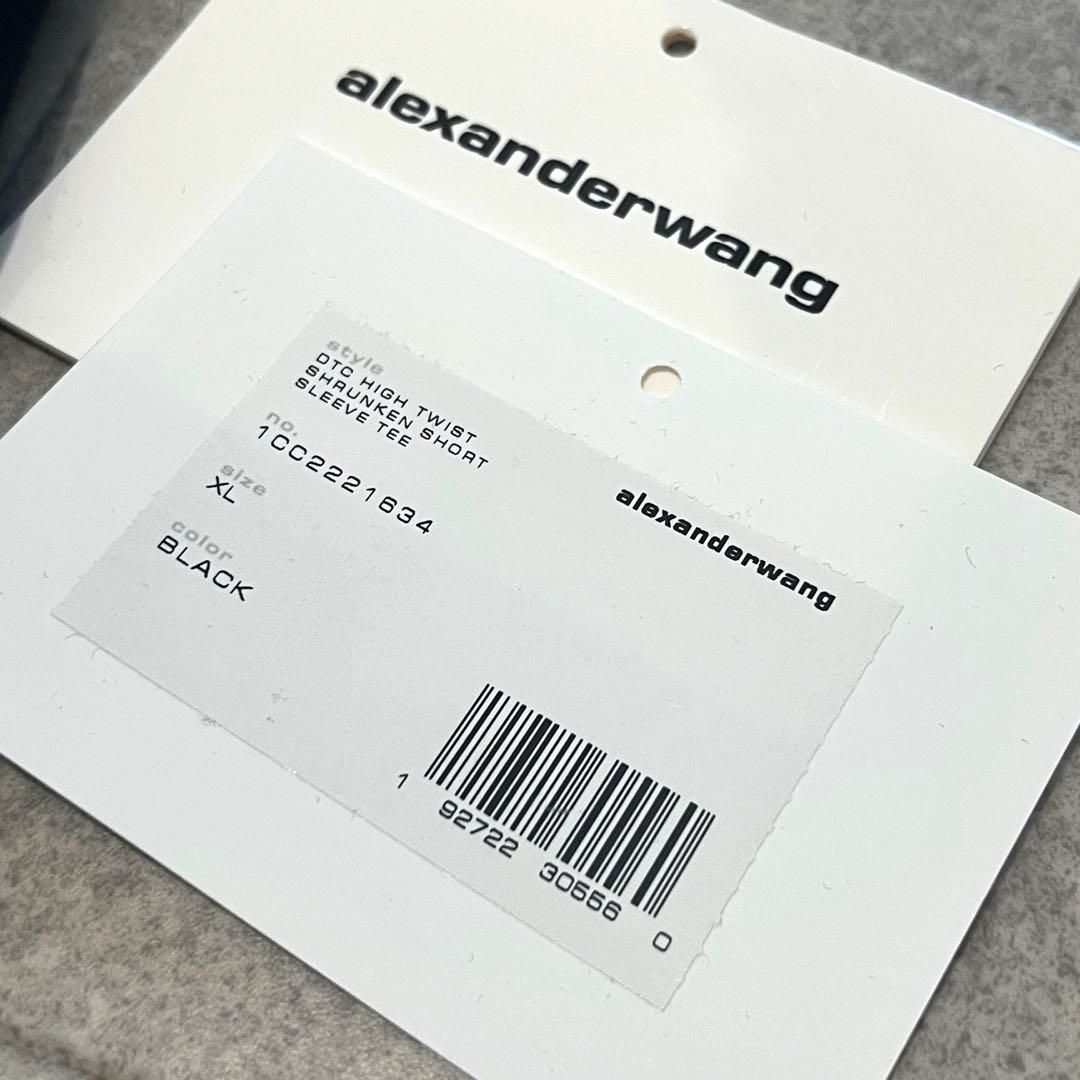 alexanderwang
style
DTC HIGH TWIST
SHRUNKEN SHORT
SLEEVE TEE
no.
1CC2221634
size
XL
color
BLACK
alexanderwang
1 92722 30556 0